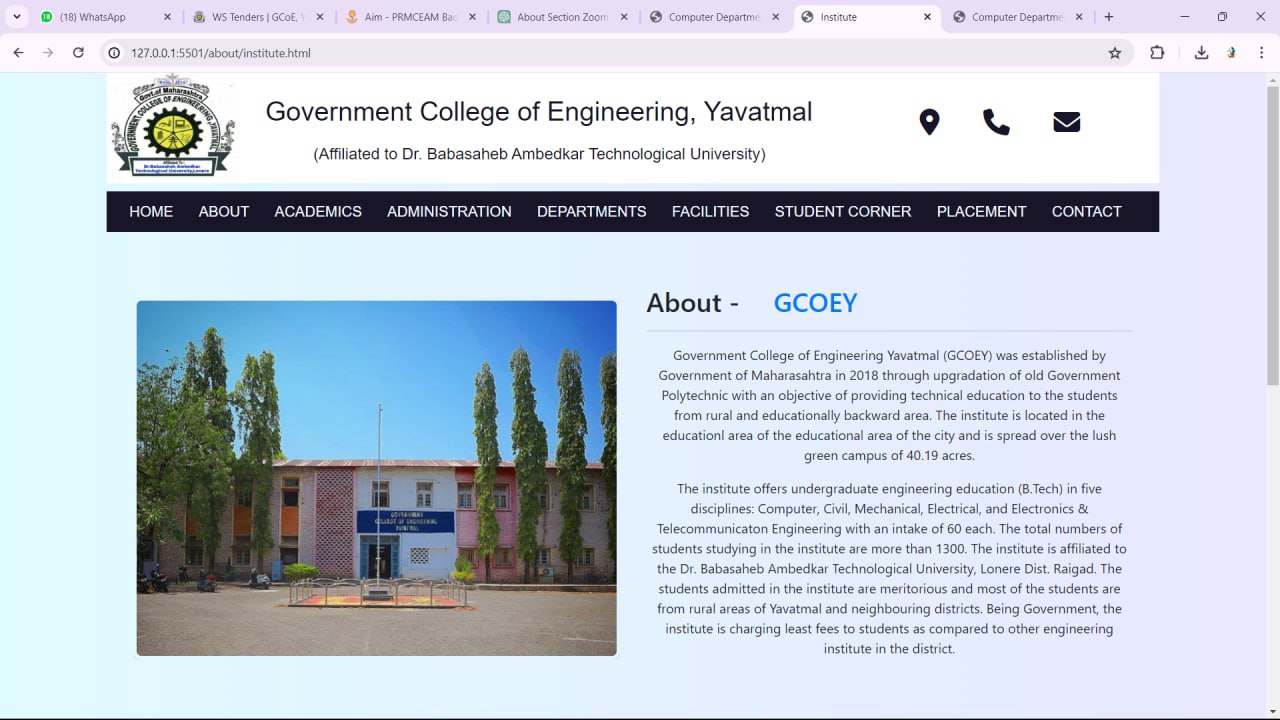 (18) WhatsApp
WS Tenders | GCoE, Y
Aim - PRMCEAM Bad
About Section Zoom
Computer Departme
Institute
Computer Departme
127.0.0.1:5501/about/institute.html
Govt.of Maharashtra
GOVERNMENT COLLEGE OF ENGINEERING, YAVATMAL
Affiliated To:-
Dr.Babasaheb Ambedkar
Technological University,Lonere
Government College of Engineering, Yavatmal
(Affiliated to Dr. Babasaheb Ambedkar Technological University)
HOME ABOUT ACADEMICS ADMINISTRATION DEPARTMENTS FACILITIES STUDENT CORNER PLACEMENT CONTACT
About - GCOEY
Government College of Engineering Yavatmal (GCOEY) was established by
Government of Maharasahtra in 2018 through upgradation of old Government
Polytechnic with an objective of providing technical education to the students
from rural and educationally backward area. The institute is located in the
educationl area of the educational area of the city and is spread over the lush
green campus of 40.19 acres.
The institute offers undergraduate engineering education (B.Tech) in five
disciplines: Computer, Civil, Mechanical, Electrical, and Electronics &
Telecommunicaton Engineering with an intake of 60 each. The total numbers of
students studying in the institute are more than 1300. The institute is affiliated to
the Dr. Babasaheb Ambedkar Technological University, Lonere Dist. Raigad. The
students admitted in the institute are meritorious and most of the students are
from rural areas of Yavatmal and neighbouring districts. Being Government, the
institute is charging least fees to students as compared to other engineering
institute in the district.
GOVERNMENT
COLLEGE OF ENGINEERING
YAVATMAL